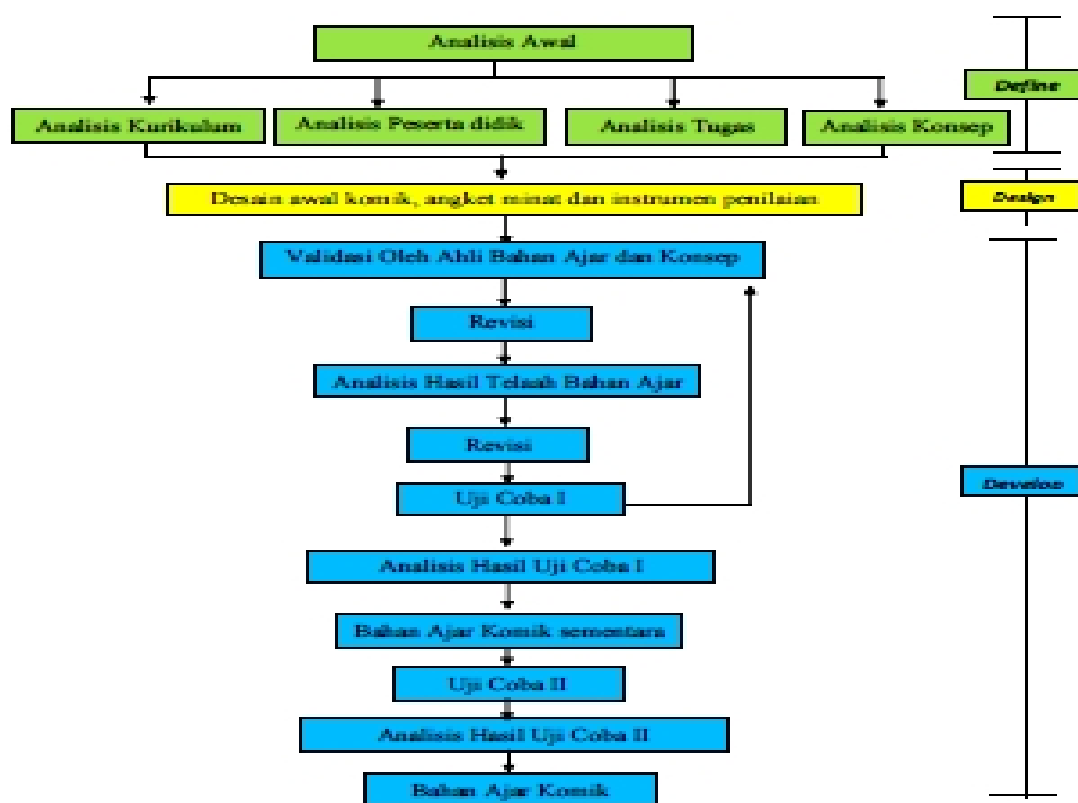 Analisis Awal
Define
Analisis Kurikulum
Analisis Peserta didik
Analisis Tugas
Analisis Konsep
Desain awal komik, angket minat dan instrumen penilaian
Design
Validasi Oleh Ahli Bahan Ajar dan Konsep
Revisi
Analisis Hasil Telaah Bahan Ajar
Revisi
Develop
Uji Coba I
Analisis Hasil Uji Coba I
Bahan Ajar Komik sementara
Uji Coba II
Analisis Hasil Uji Coba II
Bahan Ajar Komik